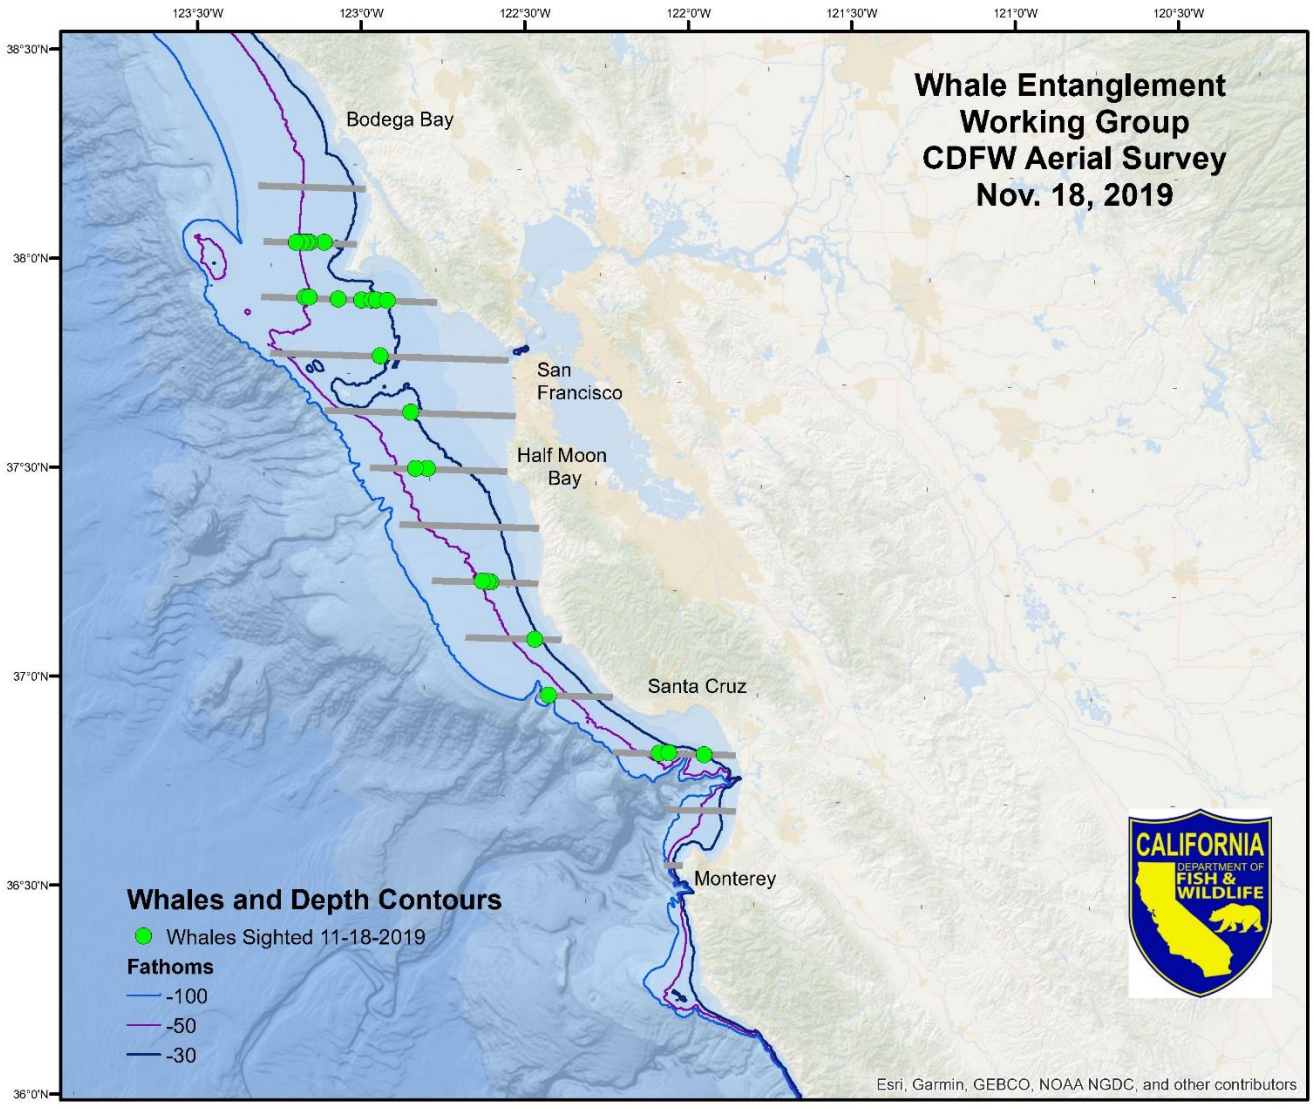 123°30'W 123°0'W 122°30'W 122°0'W 121°30'W 121°0'W 120°30'W
38°30'N
Whale Entanglement
Working Group
CDFW Aerial Survey
Nov. 18, 2019
Bodega Bay
38°0'N
San
Francisco
Half Moon
Bay
37°30'N
37°0'N
Santa Cruz
36°30'N
Monterey
CALIFORNIA
DEPARTMENT OF
FISH &
WILDLIFE
Whales and Depth Contours
Whales Sighted 11-18-2019
Fathoms
-100
-50
-30
36°0'N
Esri, Garmin, GEBCO, NOAA NGDC, and other contributors